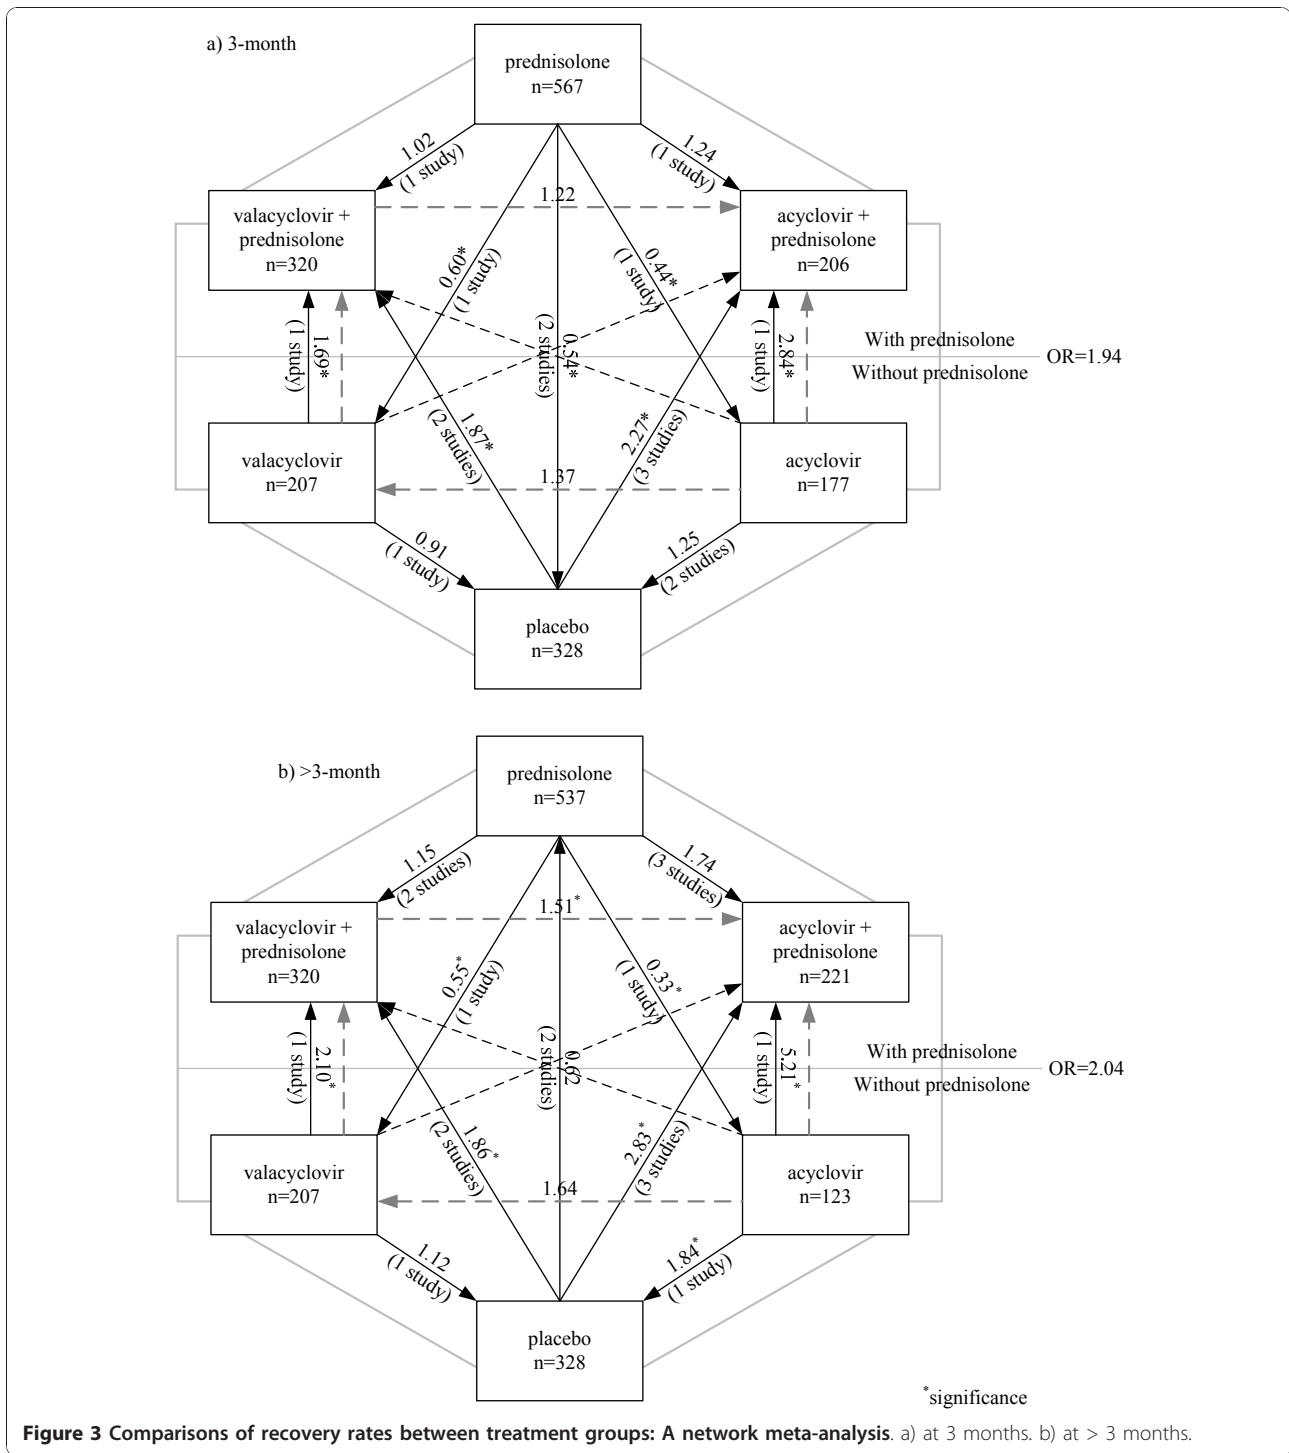 a) 3-month
prednisolone
n=567
1.02
(1 study)
1.24
(1 study)
valacyclovir +
prednisolone
n=320
1.22
acyclovir +
prednisolone
n=206
0.60*
(1 study)
0.44*
(1 study)
0.54*
(2 studies)
1.69*
(1 study)
2.84*
(1 study)
With prednisolone
OR=1.94
Without prednisolone
1.87*
(2 studies)
2.27*
(3 studies)
valacyclovir
n=207
1.37
acyclovir
n=177
0.91
(1 study)
1.25
(2 studies)
placebo
n=328
b) >3-month
prednisolone
n=537
1.15
(2 studies)
1.74
(3 studies)
valacyclovir +
prednisolone
n=320
1.51*
acyclovir +
prednisolone
n=221
0.55*
(1 study)
0.33*
(1 study)
0.62
(2 studies)
2.10*
(1 study)
5.21*
(1 study)
With prednisolone
OR=2.04
Without prednisolone
1.86*
(2 studies)
2.83*
(3 studies)
valacyclovir
n=207
1.64
acyclovir
n=123
1.12
(1 study)
1.84*
(1 study)
placebo
n=328
*significance
Figure 3 Comparisons of recovery rates between treatment groups: A network meta-analysis. a) at 3 months. b) at > 3 months.